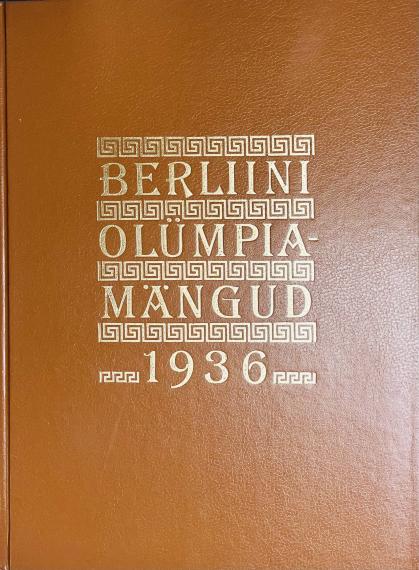 BERLIINI
OLÜMPIA-
MÄNGUD
1936